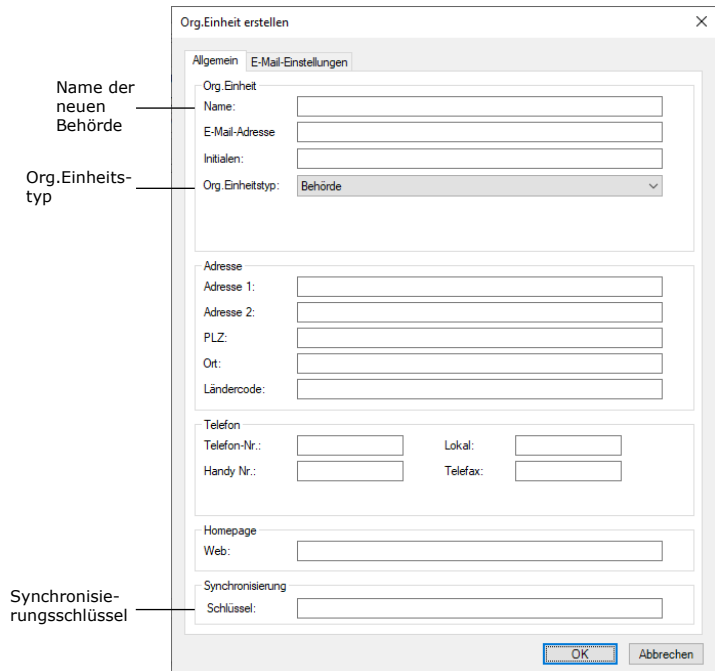 Org.Einheit erstellen
Allgemein
E-Mail-Einstellungen
Org.Einheit
Name der
neuen
Behörde
Name:
E-Mail-Adresse
Initialen:
Org.Einheits-
typ
Org.Einheitstyp:
Behörde
Adresse
Adresse 1:
Adresse 2:
PLZ:
Ort:
Ländercode:
Telefon
Telefon-Nr.:
Lokal:
Handy Nr.:
Telefax:
Homepage
Web:
Synchronisierung
Synchronisie-
rungsschlüssel
Schlüssel:
OK
Abbrechen